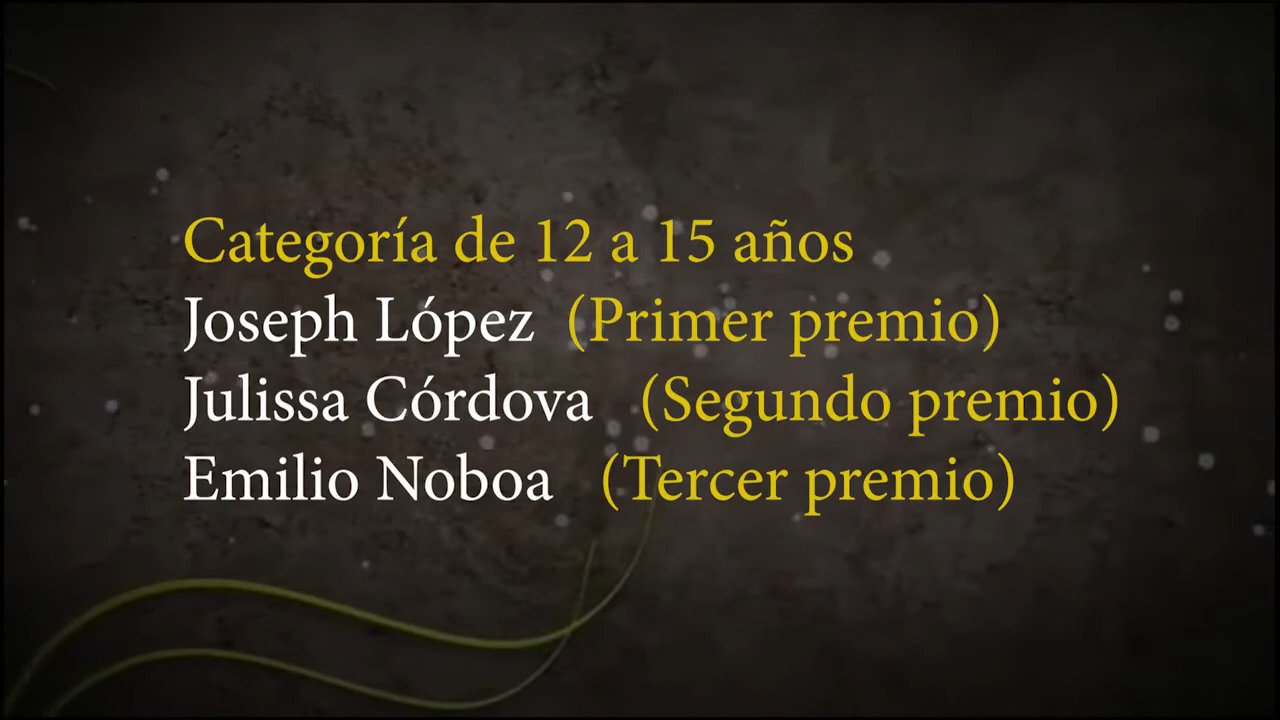 Categoría de 12 a 15 años
Joseph López (Primer premio)
Julissa Córdova (Segundo premio)
Emilio Noboa (Tercer premio)